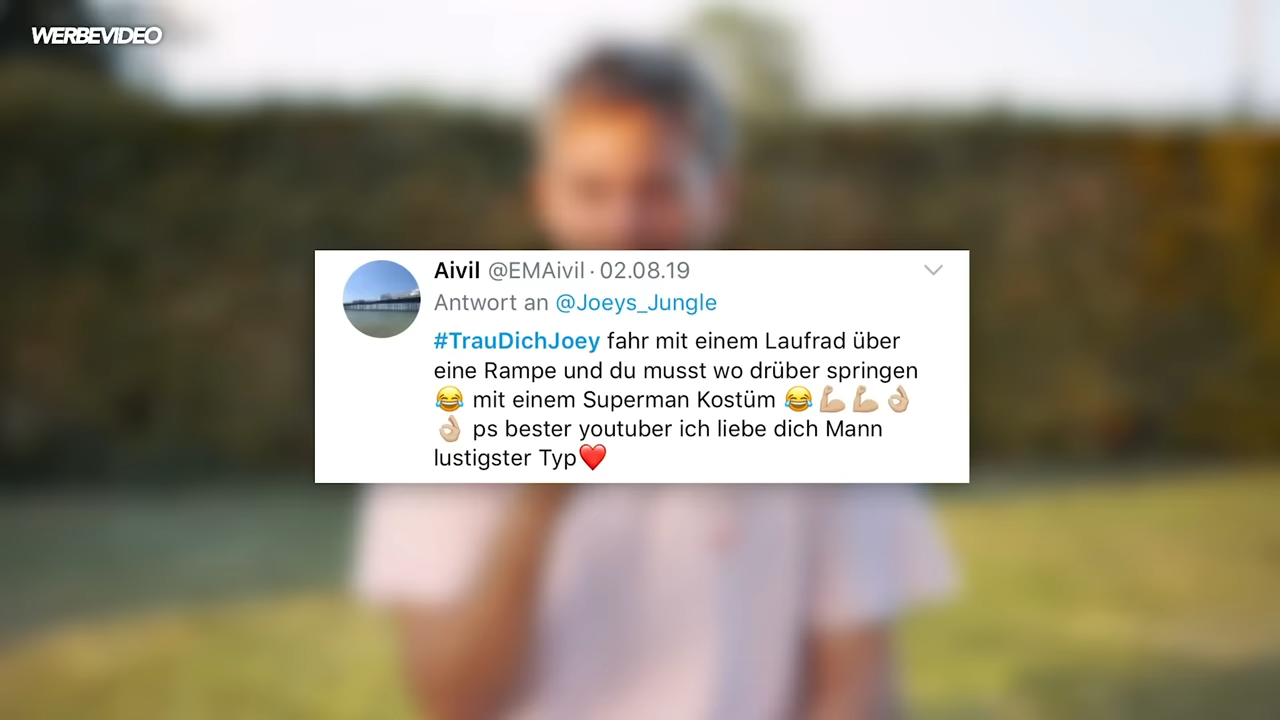 WERBEVIDEO
Aivil @EMAivil · 02.08.19
Antwort an @Joeys_Jungle
#TrauDichJoey fahr mit einem Laufrad über
eine Rampe und du musst wo drüber springen
😂 mit einem Superman Kostüm 😂💪🏼💪🏼👌🏼
👌🏼 ps bester youtuber ich liebe dich Mann
lustigster Typ❤️